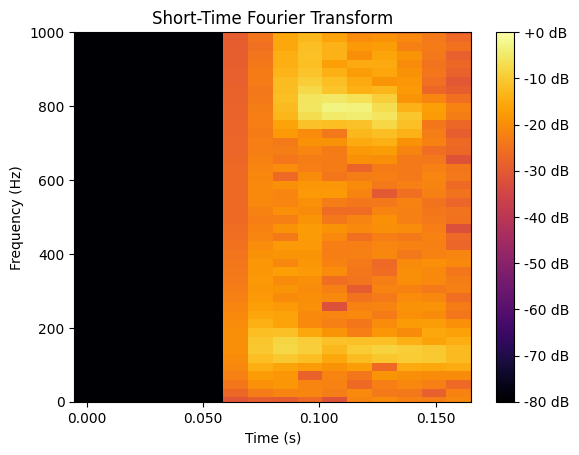 Short-Time Fourier Transform
1000
800
600
400
200
0
Frequency (Hz)
0.000
0.050
0.100
0.150
Time (s)
+0 dB
-10 dB
-20 dB
-30 dB
-40 dB
-50 dB
-60 dB
-70 dB
-80 dB